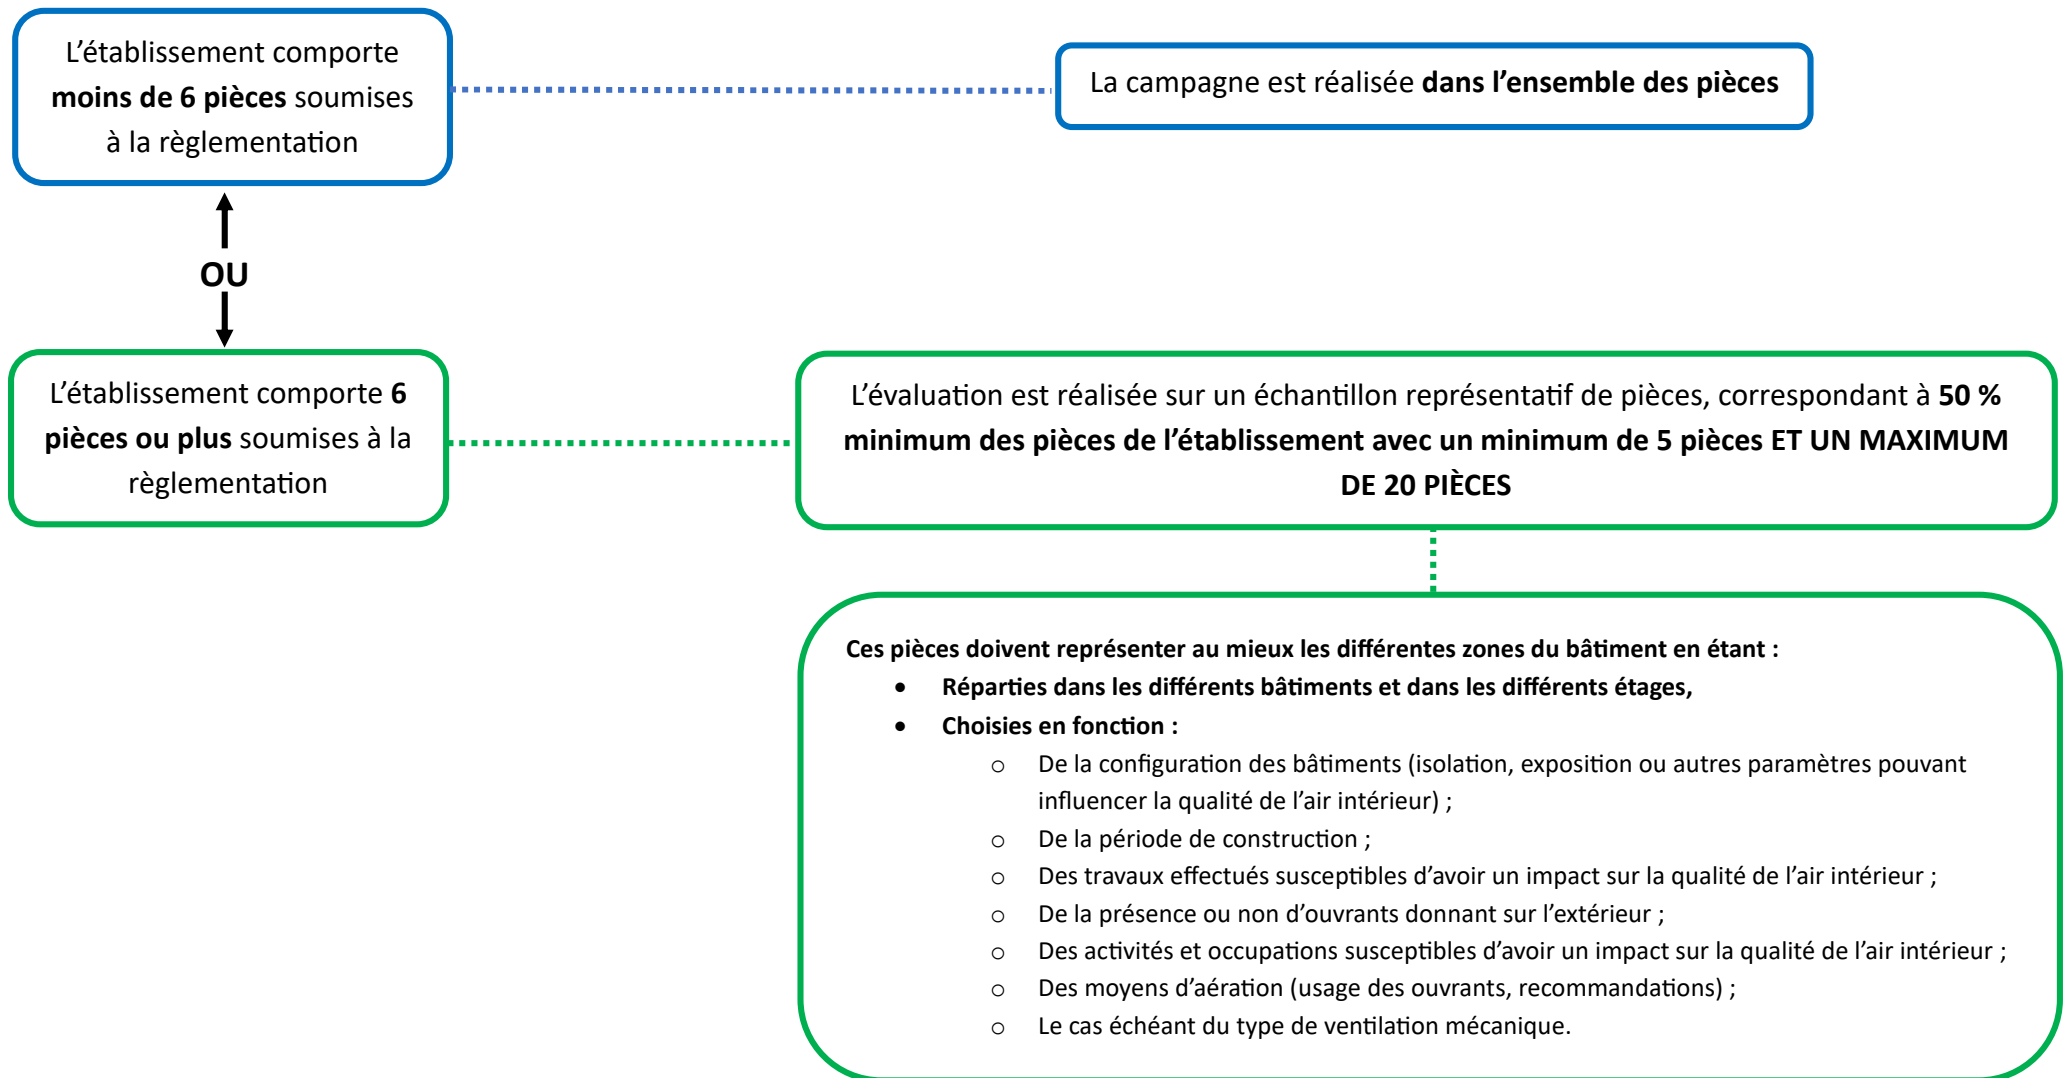 L’établissement comporte
moins de 6 pièces soumises
à la règlementation
La campagne est réalisée dans l’ensemble des pièces
OU
L’établissement comporte 6
pièces ou plus soumises à la
règlementation
L’évaluation est réalisée sur un échantillon représentatif de pièces, correspondant à 50 %
minimum des pièces de l’établissement avec un minimum de 5 pièces ET UN MAXIMUM
DE 20 PIÈCES
Ces pièces doivent représenter au mieux les différentes zones du bâtiment en étant :
• Réparties dans les différents bâtiments et dans les différents étages,
• Choisies en fonction :
o De la configuration des bâtiments (isolation, exposition ou autres paramètres pouvant
influencer la qualité de l’air intérieur) ;
o De la période de construction ;
o Des travaux effectués susceptibles d’avoir un impact sur la qualité de l’air intérieur ;
o De la présence ou non d’ouvrants donnant sur l’extérieur ;
o Des activités et occupations susceptibles d’avoir un impact sur la qualité de l’air intérieur ;
o Des moyens d’aération (usage des ouvrants, recommandations) ;
o Le cas échéant du type de ventilation mécanique.